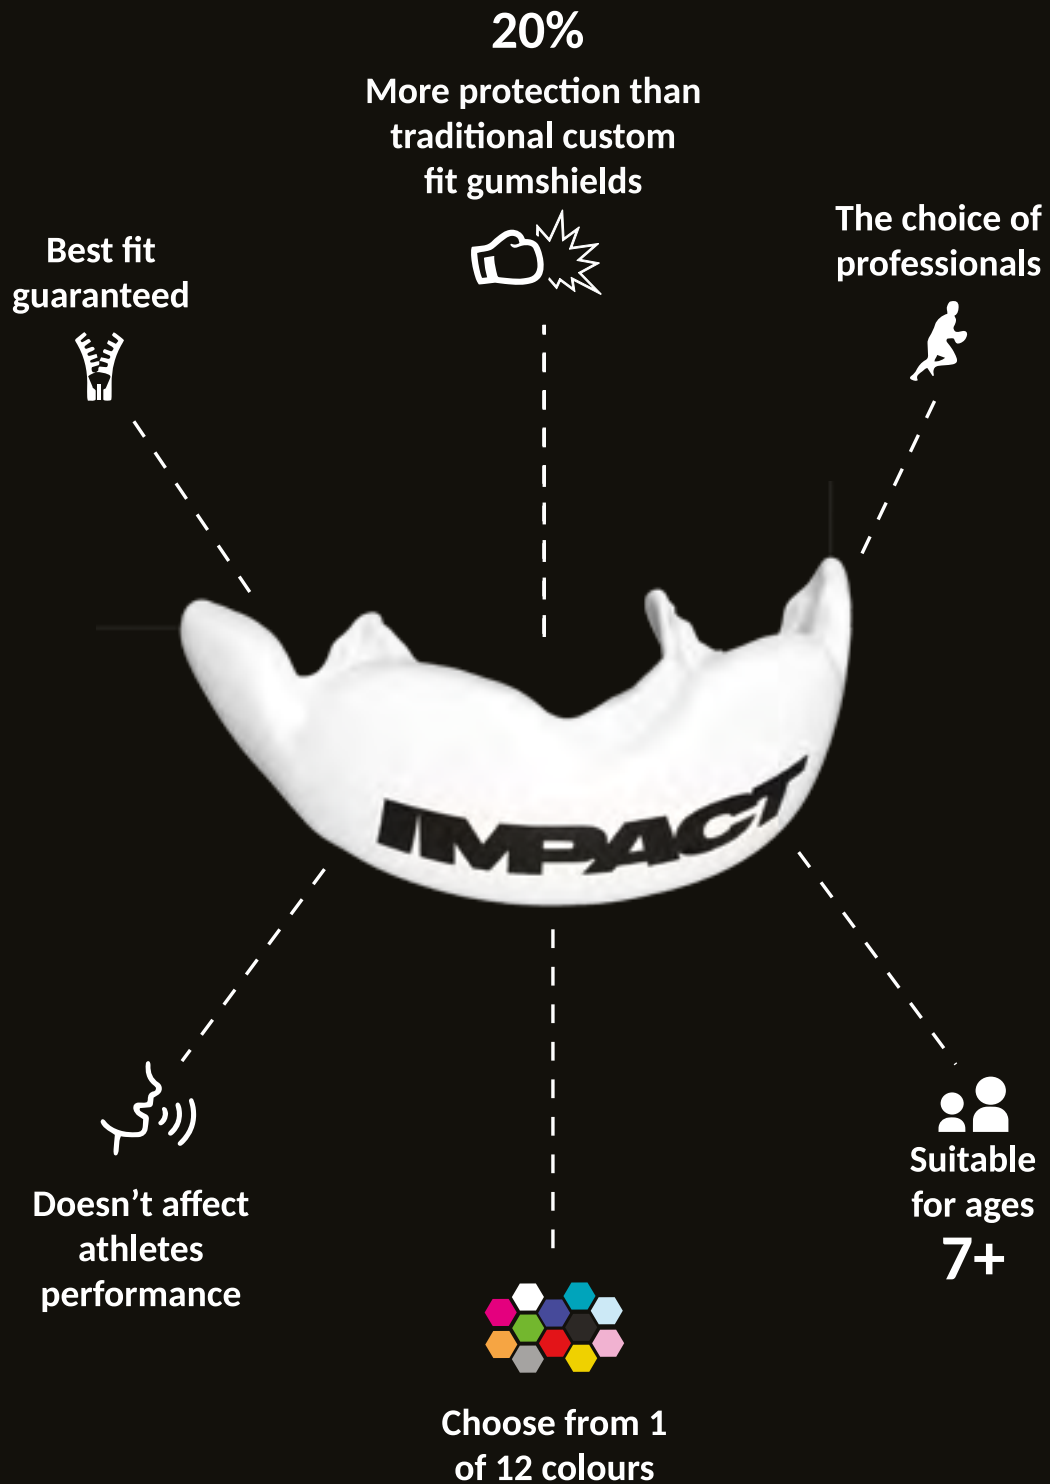 20%
More protection than
traditional custom
fit gumshields
Best fit
guaranteed
The choice of
professionals
IMPACT
Doesn’t affect
athletes
performance
Suitable
for ages
7+
Choose from 1
of 12 colours